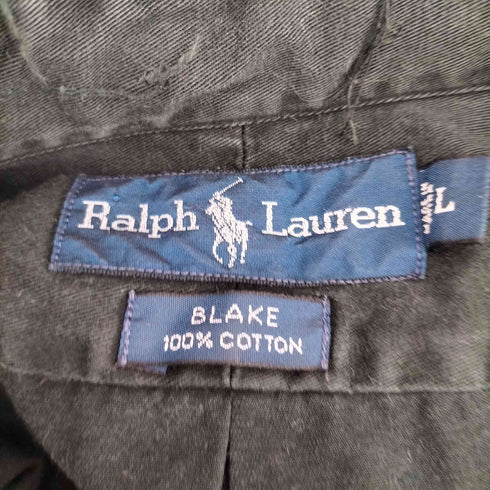 Ralph Lauren
L
BLAKE
100% COTTON